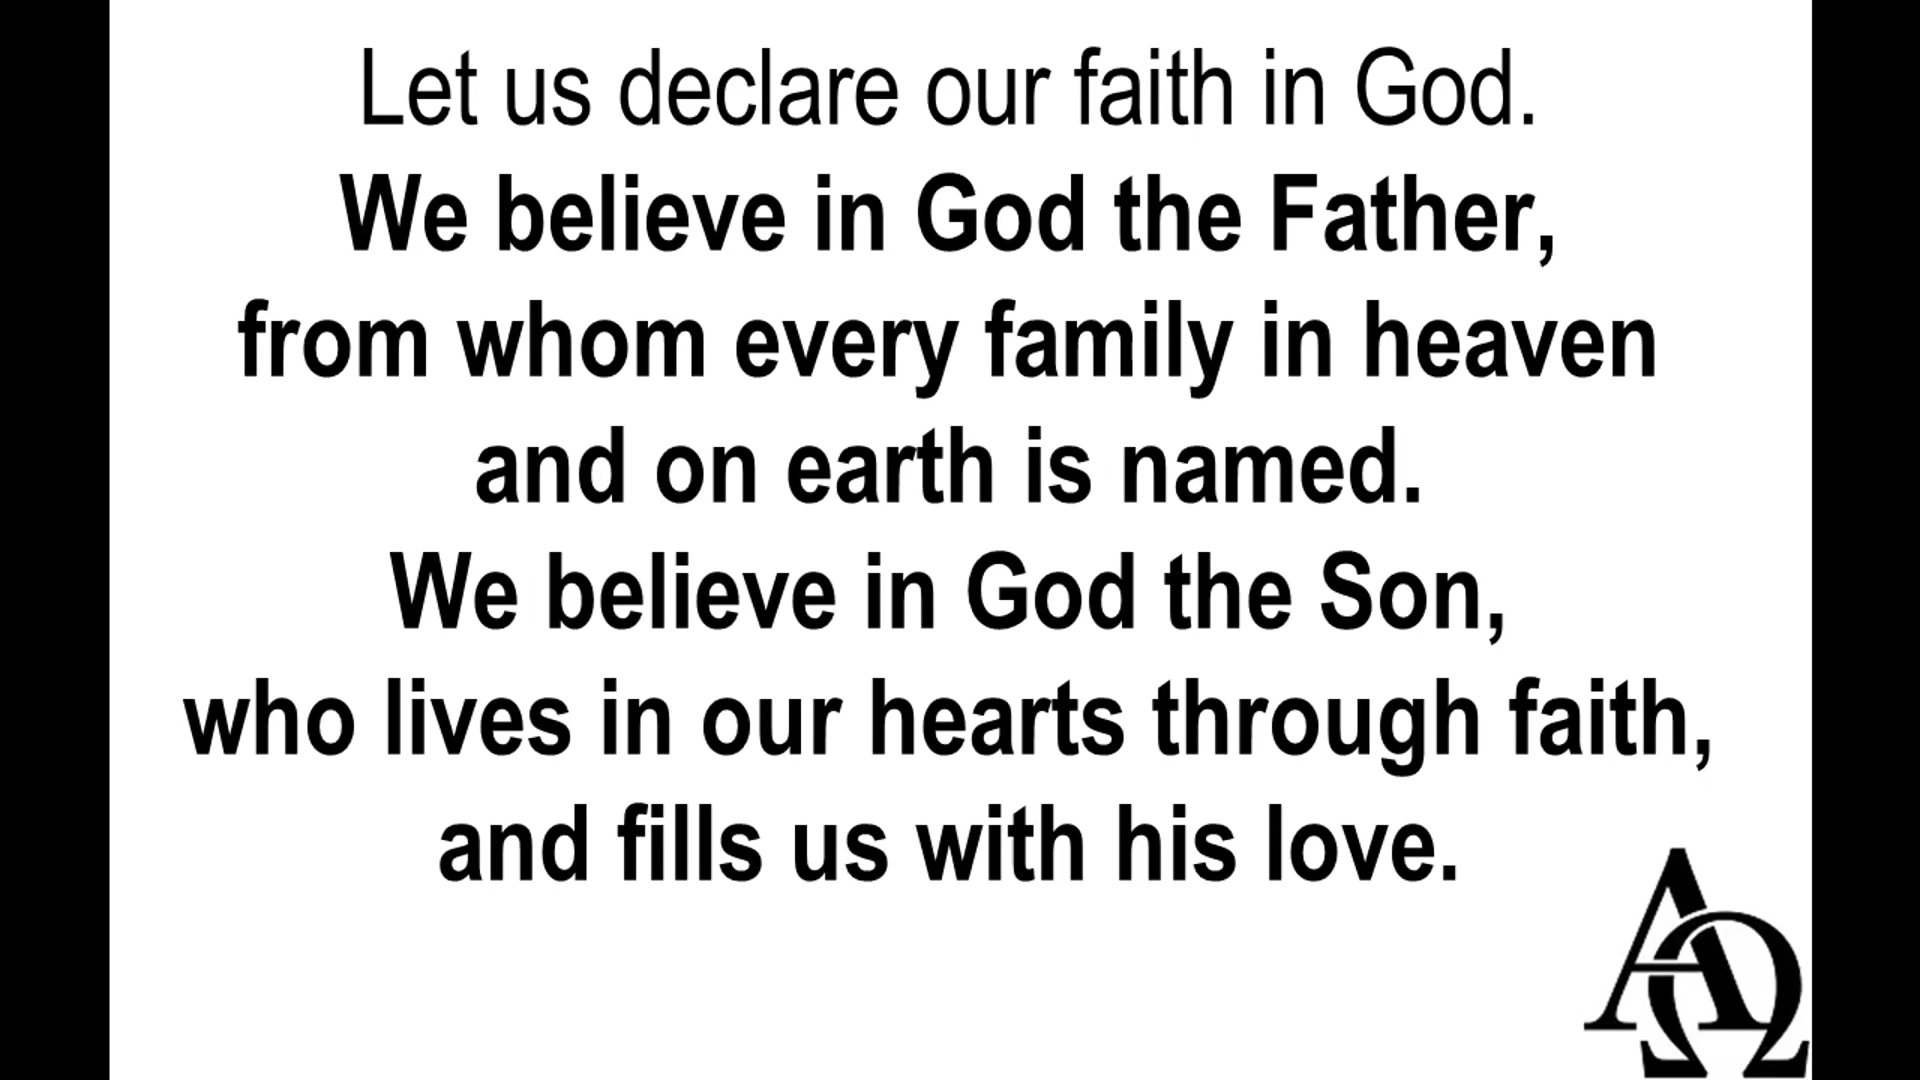 Let us declare our faith in God.
We believe in God the Father,
from whom every family in heaven
and on earth is named.
We believe in God the Son,
who lives in our hearts through faith,
and fills us with his love.
ΑΩ